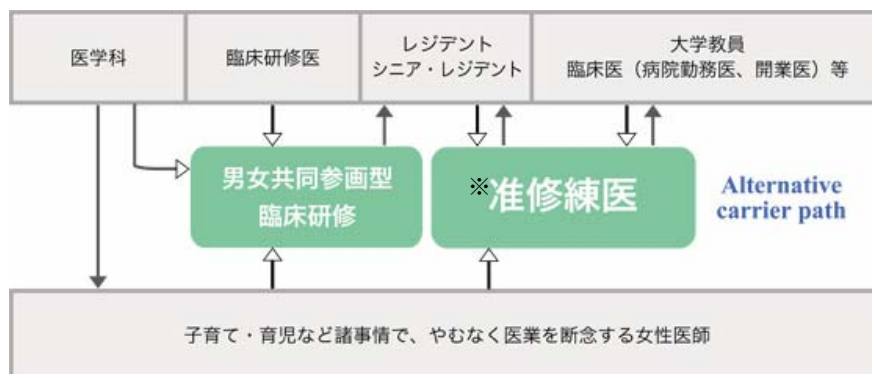 医学科
臨床研修医
レジデント
シニア・レジデント
大学教員
臨床医（病院勤務医、開業医）等
男女共同参画型
臨床研修
※准修練医
Alternative
carrier path
子育て・育児など諸事情で、やむなく医業を断念する女性医師